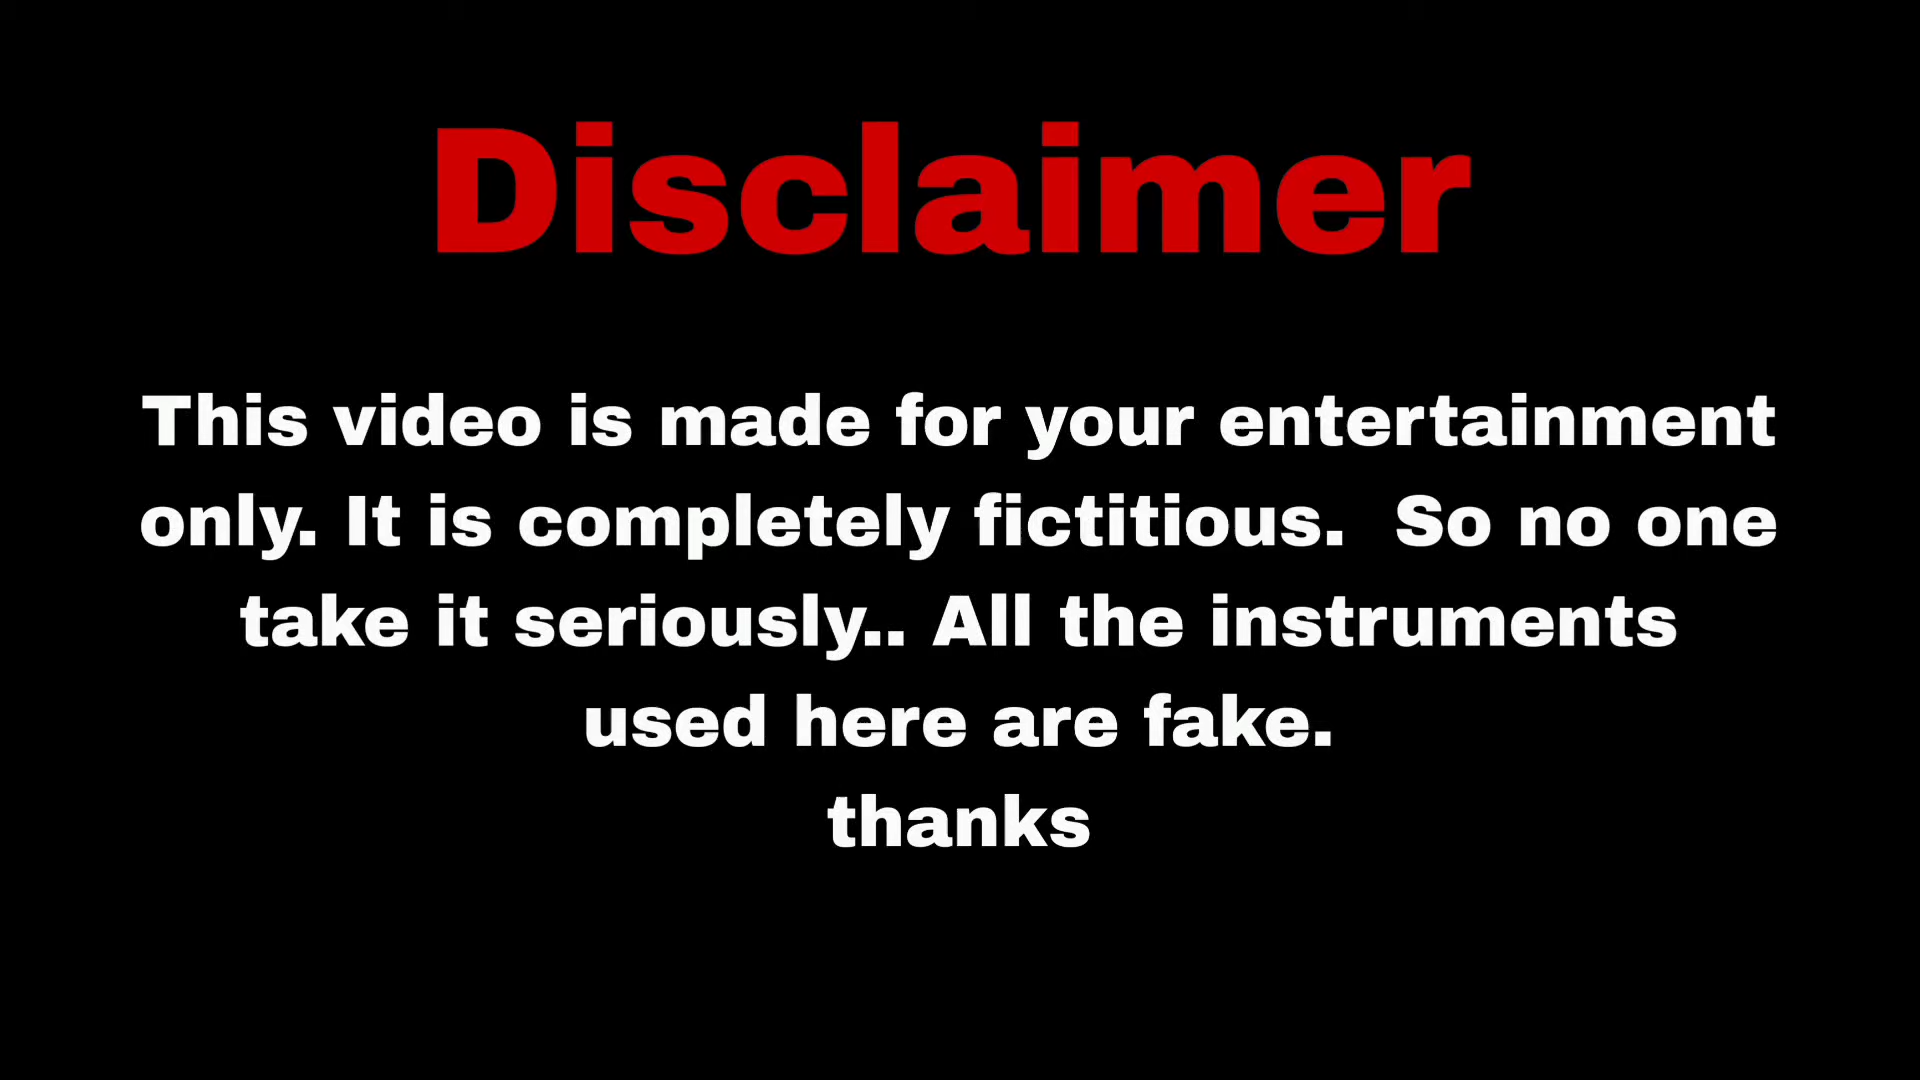 Disclaimer
This video is made for your entertainment
only. It is completely fictitious.  So no one
take it seriously.. All the instruments
used here are fake.
thanks